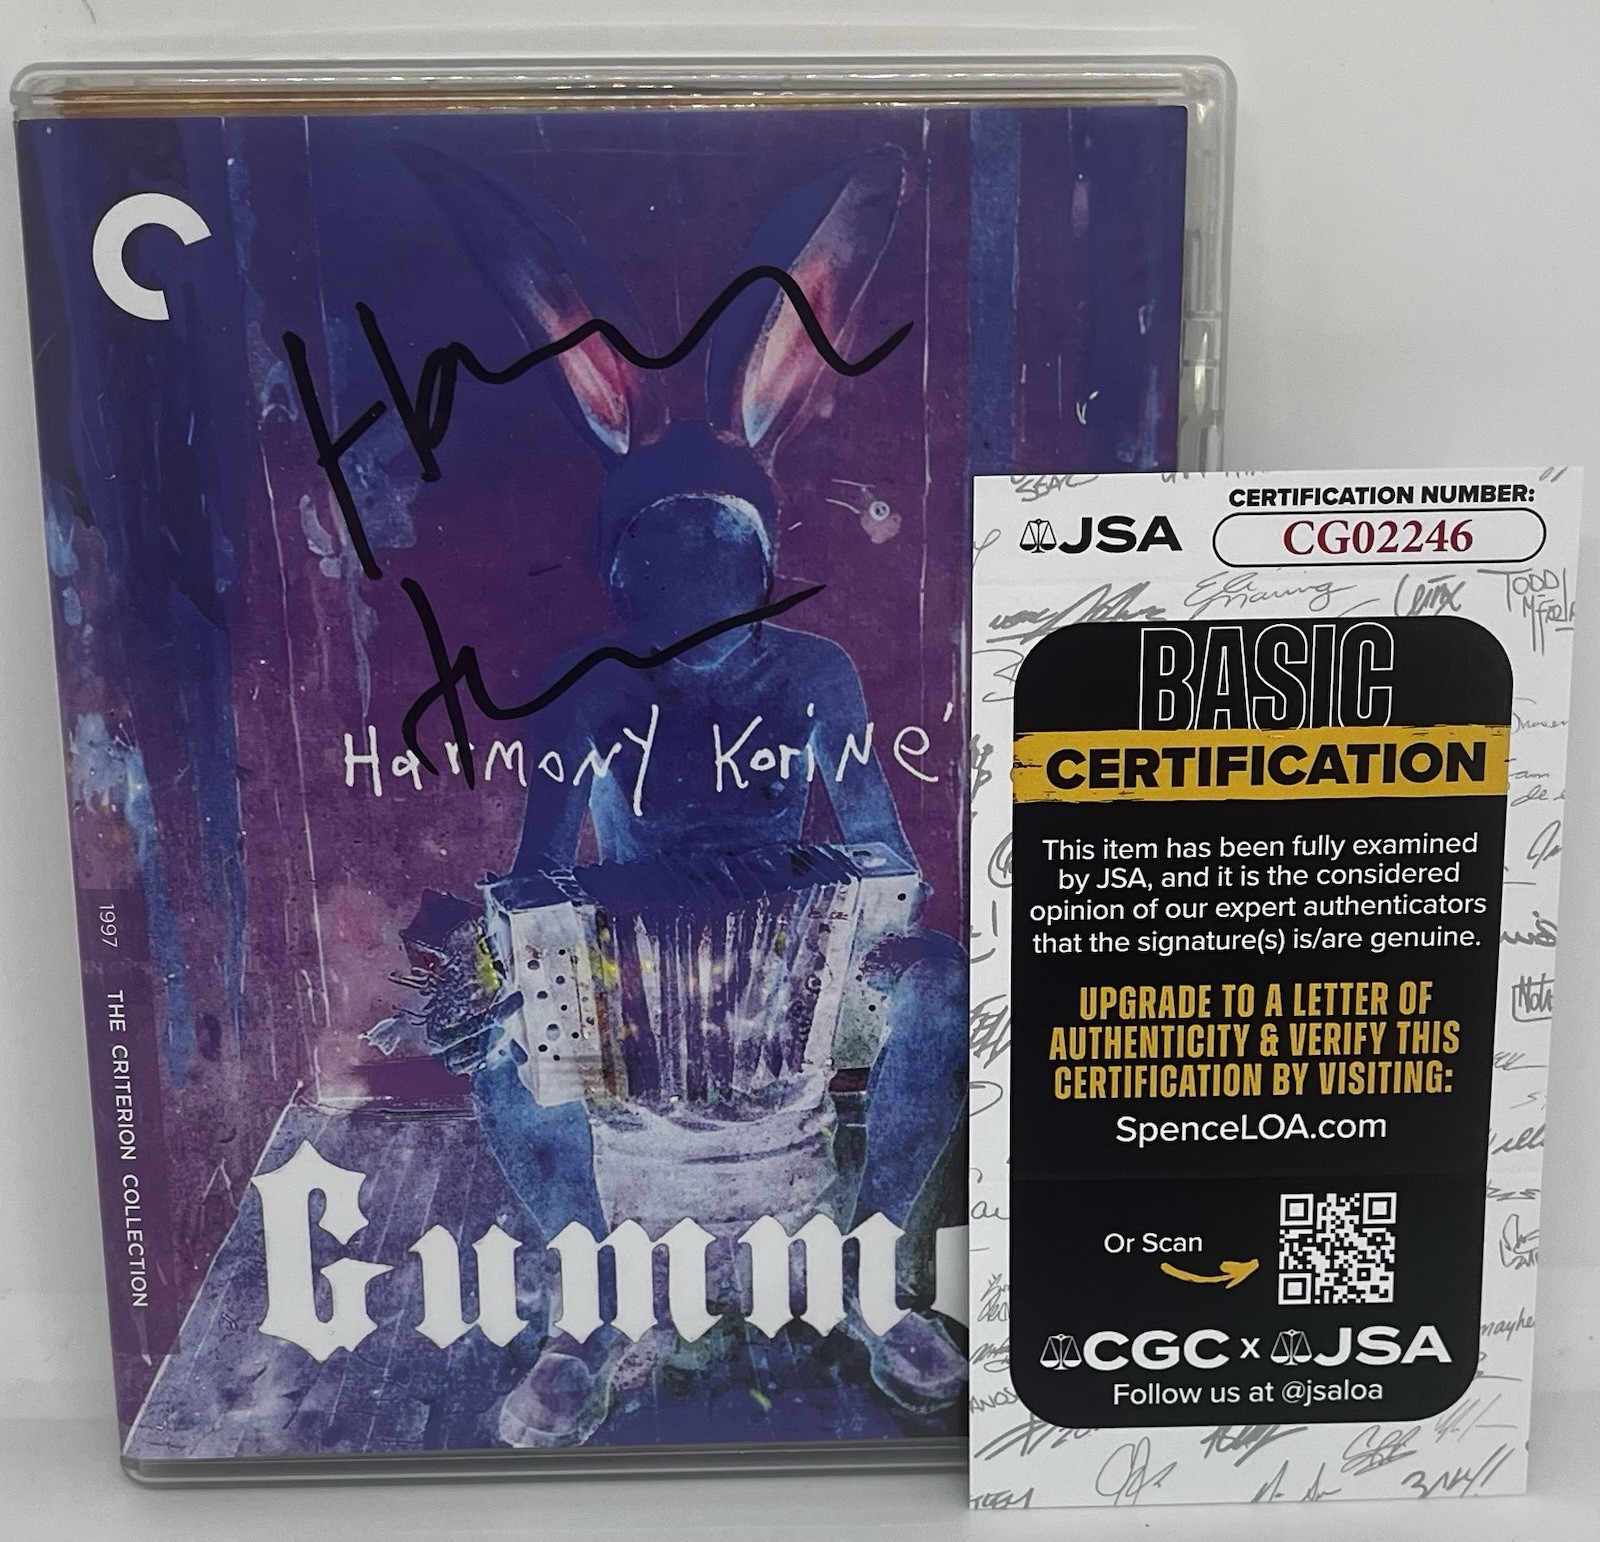 Harmony Korine'
1997 THE CRITERION COLLECTION
Gumm
JSA
CERTIFICATION NUMBER:
CG02246
BASIC
CERTIFICATION
This item has been fully examined
by JSA, and it is the considered
opinion of our expert authenticators
that the signature(s) is/are genuine.
UPGRADE TO A LETTER OF
AUTHENTICITY & VERIFY THIS
CERTIFICATION BY VISITING:
SpenceLOA.com
Or Scan
CGC x JSA
Follow us at @jsaloa